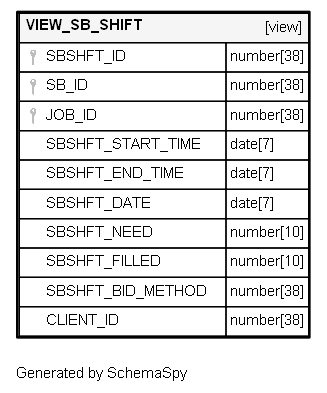 VIEW_SB_SHIFT [view]
SBSHFT_ID number[38]
SB_ID number[38]
JOB_ID number[38]
SBSHFT_START_TIME date[7]
SBSHFT_END_TIME date[7]
SBSHFT_DATE date[7]
SBSHFT_NEED number[10]
SBSHFT_FILLED number[10]
SBSHFT_BID_METHOD number[38]
CLIENT_ID number[38]
Generated by SchemaSpy